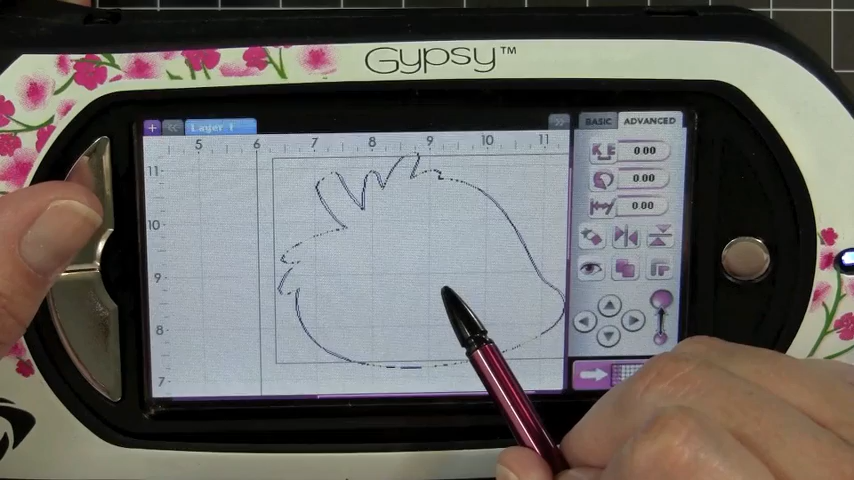 Gypsy™
+ << Layer 1 >> BASIC ADVANCED
5 6 7 8 9 10 11
11
10
9
8
7
0.00
0.00
0.00